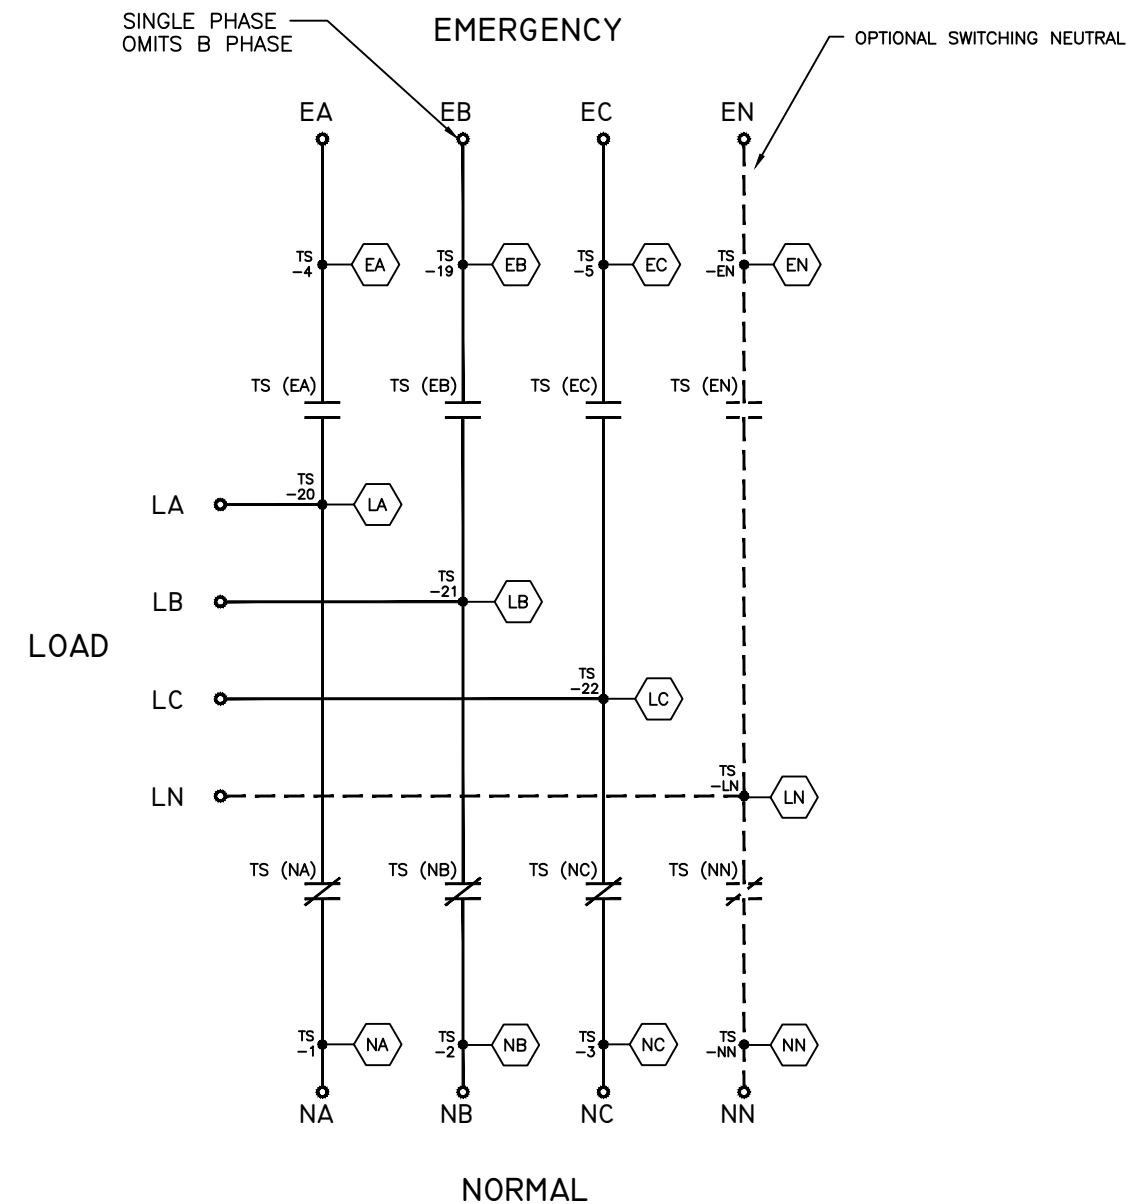 SINGLE PHASE
OMITS B PHASE
EMERGENCY
OPTIONAL SWITCHING NEUTRAL
EA EB EC EN
TS
-4
EA
TS
-19
EB
TS
-5
EC
TS
-EN
EN
TS (EA) TS (EB) TS (EC) TS (EN)
TS
-20
LA
LA
TS
-21
LB
LB
LOAD
TS
-22
LC
LC
TS
-LN
LN
LN
TS (NA) TS (NB) TS (NC) TS (NN)
TS
-1
NA
TS
-2
NB
TS
-3
NC
TS
-NN
NN
NA NB NC NN
NORMAL